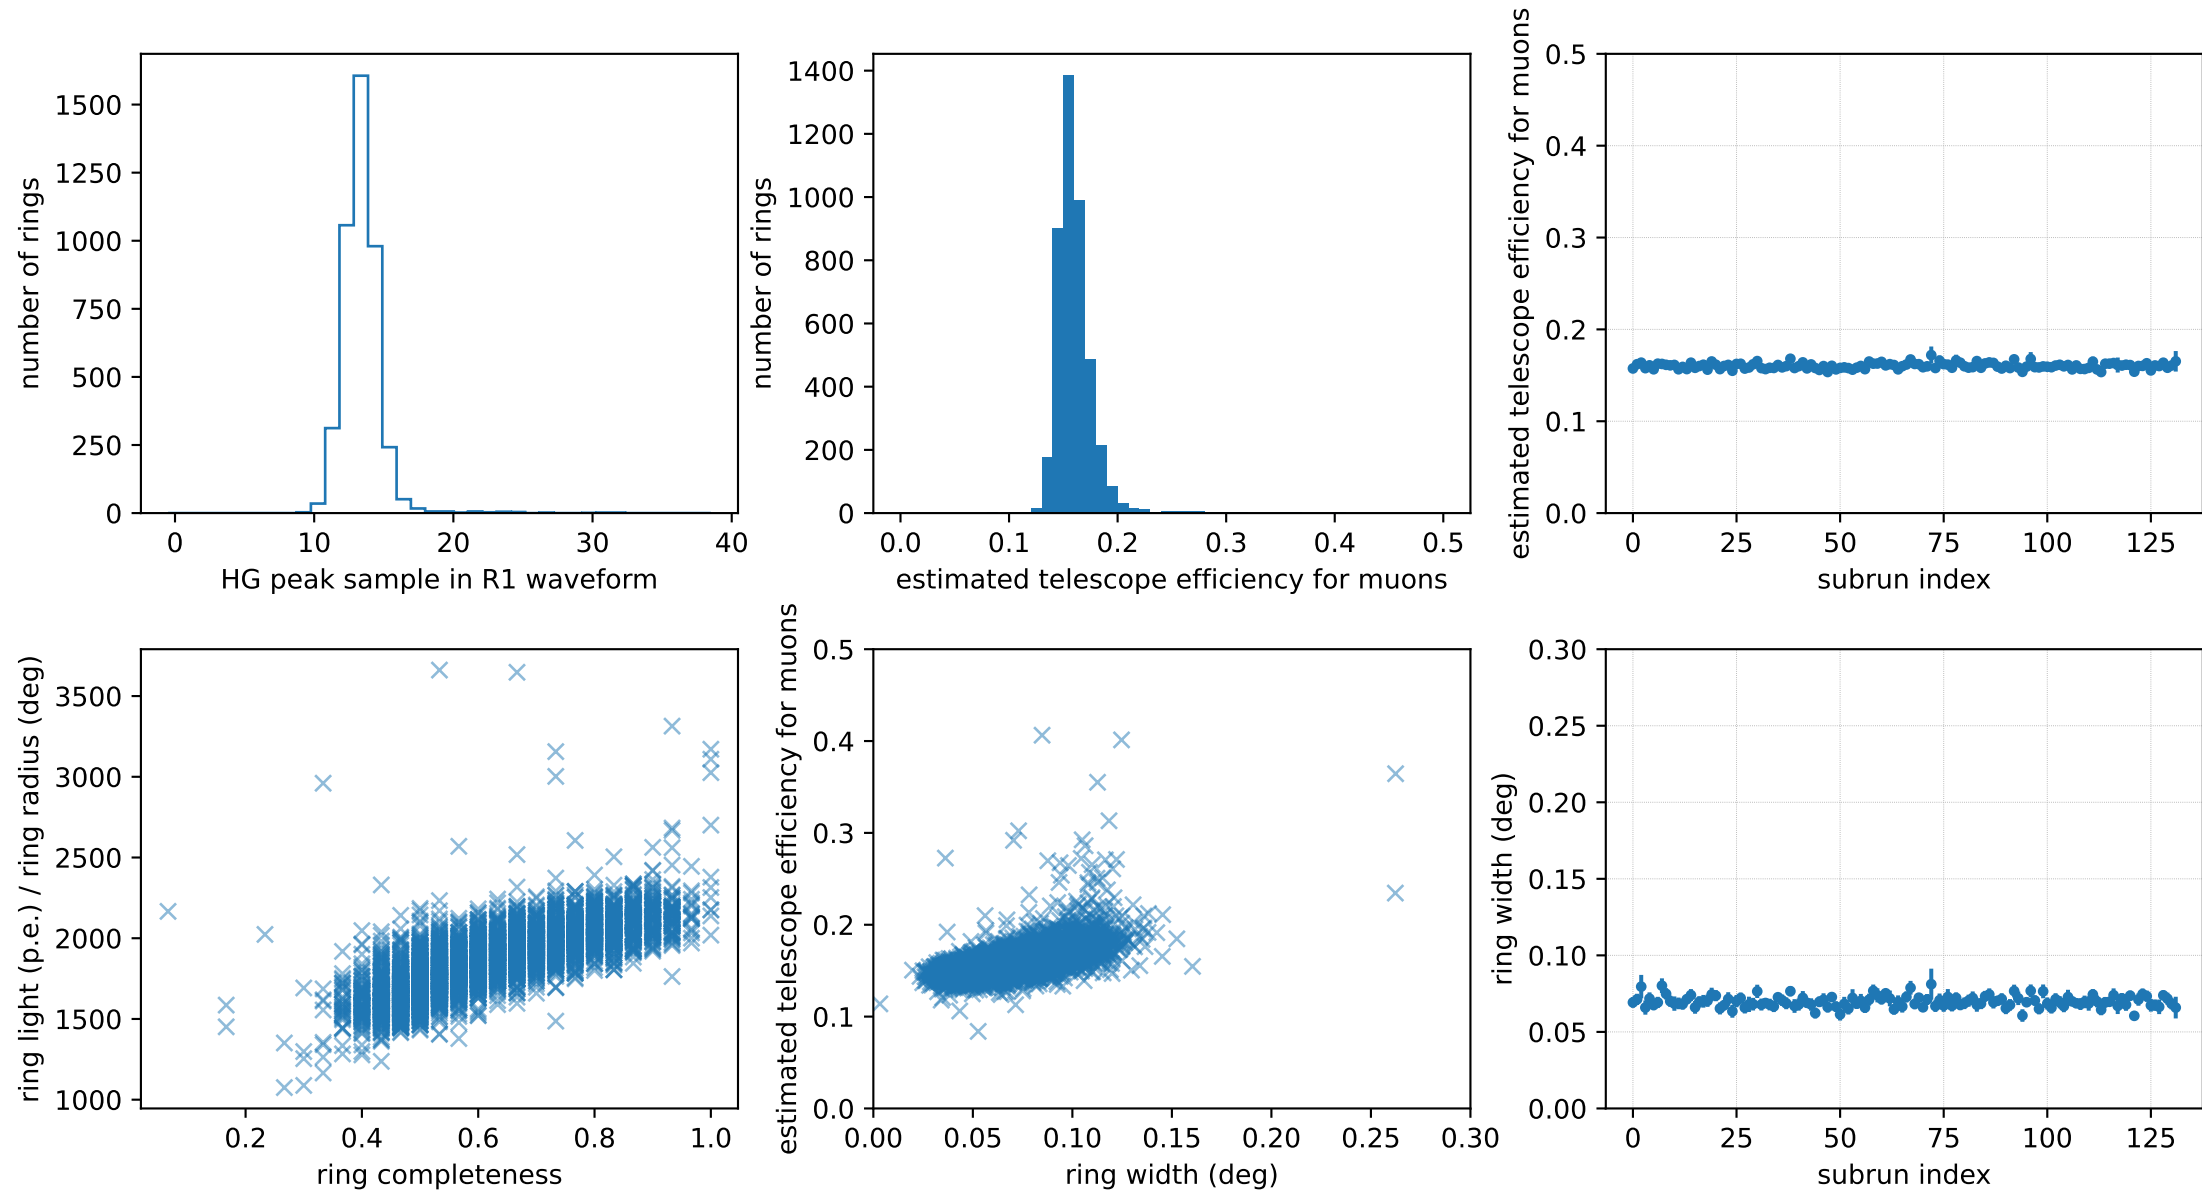 number of rings
1500
1250
1000
750
500
250
0
0 10 20 30 40
HG peak sample in R1 waveform
number of rings
1400
1200
1000
800
600
400
200
0
0.0 0.1 0.2 0.3 0.4 0.5
estimated telescope efficiency for muons
estimated telescope efficiency for muons
0.5
0.4
0.3
0.2
0.1
0.0
0 25 50 75 100 125
subrun index
ring light (p.e.) / ring radius (deg)
3500
3000
2500
2000
1500
1000
0.2 0.4 0.6 0.8 1.0
ring completeness
estimated telescope efficiency for muons
0.5
0.4
0.3
0.2
0.1
0.0
0.00 0.05 0.10 0.15 0.20 0.25 0.30
ring width (deg)
ring width (deg)
0.30
0.25
0.20
0.15
0.10
0.05
0.00
0 25 50 75 100 125
subrun index